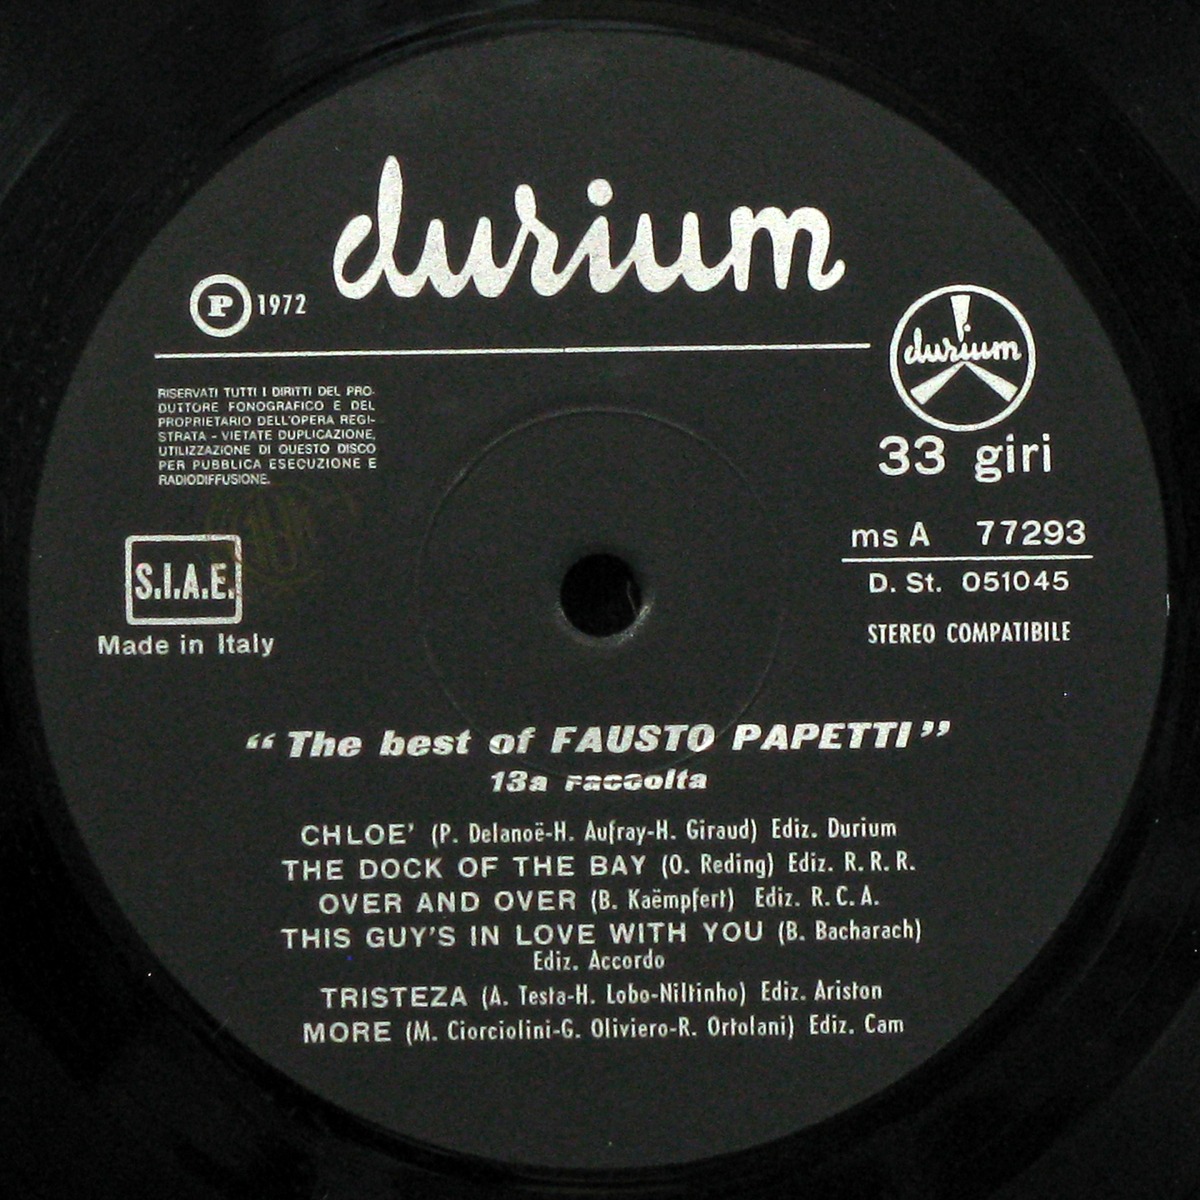 durium
P 1972
durium
RISERVATI TUTTI I DIRITTI DEL PRO-
DUTTORE FONOGRAFICO E DEL
PROPRIETARIO DELL'OPERA REGI-
STRATA - VIETATE DUPLICAZIONE,
UTILIZZAZIONE DI QUESTO DISCO
PER PUBBLICA ESECUZIONE E
RADIODIFFUSIONE.
33 giri
ms A 77293
D. St. 051045
STEREO COMPATIBILE
S.I.A.E.
Made in Italy
“The best of FAUSTO PAPETTI”
13a raccolta
CHLOE' (P. Delanoë-H. Aufray-H. Giraud) Ediz. Durium
THE DOCK OF THE BAY (O. Reding) Ediz. R. R. R.
OVER AND OVER (B. Kaëmpfert) Ediz. R. C. A.
THIS GUY'S IN LOVE WITH YOU (B. Bacharach)
Ediz. Accordo
TRISTEZA (A. Testa-H. Lobo-Niltinho) Ediz. Ariston
MORE (M. Ciorciolini-G. Oliviero-R. Ortolani) Ediz. Cam